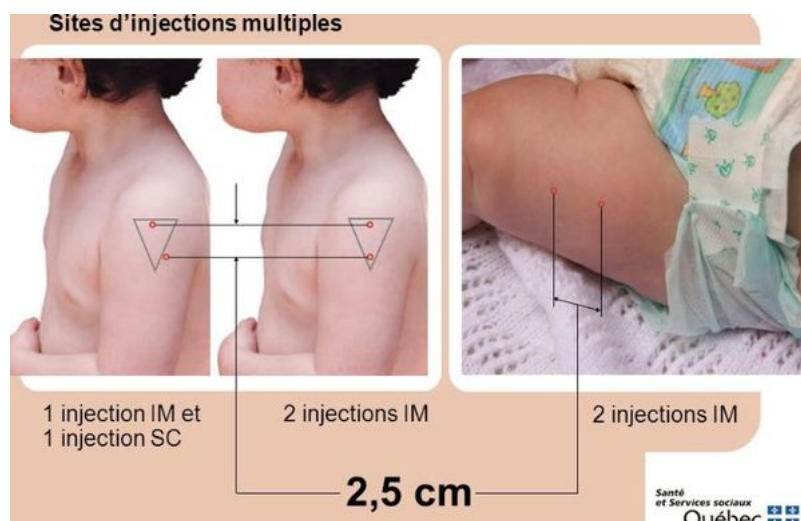 Sites d'injections multiples
1 injection IM et
1 injection SC
2 injections IM
2 injections IM
2,5 cm
Santé
et Services sociaux
Québec